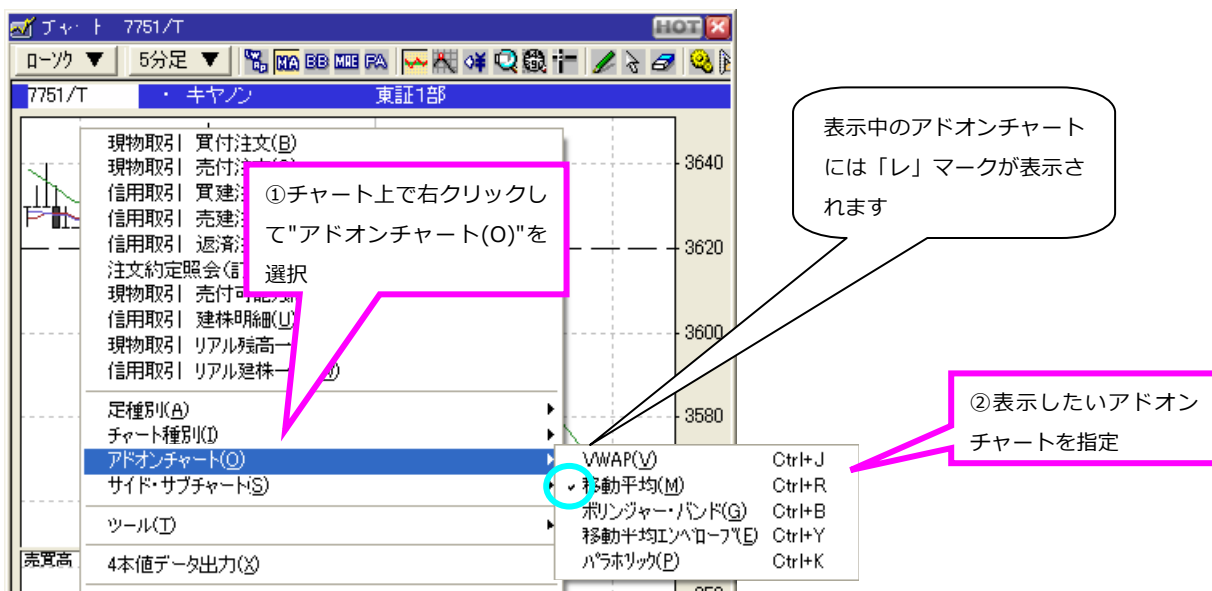 チャート 7751/T
HOT
ローソク ▼ 5分足 ▼ MA BB MAE PA
7751/T ・ キヤノン 東証1部
現物取引 買付注文(B)
現物取引 売付注
信用取引 買建注
信用取引 売建注
信用取引 返済注
注文約定照会(
現物取引 売付可能
信用取引 建株明細(U)
現物取引 リアル残高一
信用取引 リアル建株一
足種別(A)
チャート種別(I)
アドオンチャート(O)
サイド・サブチャート(S)
ツール(T)
4本値データ出力(X)
売買高
3640
3620
3600
3580
①チャート上で右クリックし
て"アドオンチャート(O)"を
選択
表示中のアドオンチャート
には「レ」マークが表示さ
れます
②表示したいアドオン
チャートを指定
VWAP(V) Ctrl+J
移動平均(M) Ctrl+R
ボリンジャー・バンド(G) Ctrl+B
移動平均エンベロープ(E) Ctrl+Y
パラボリック(P) Ctrl+K